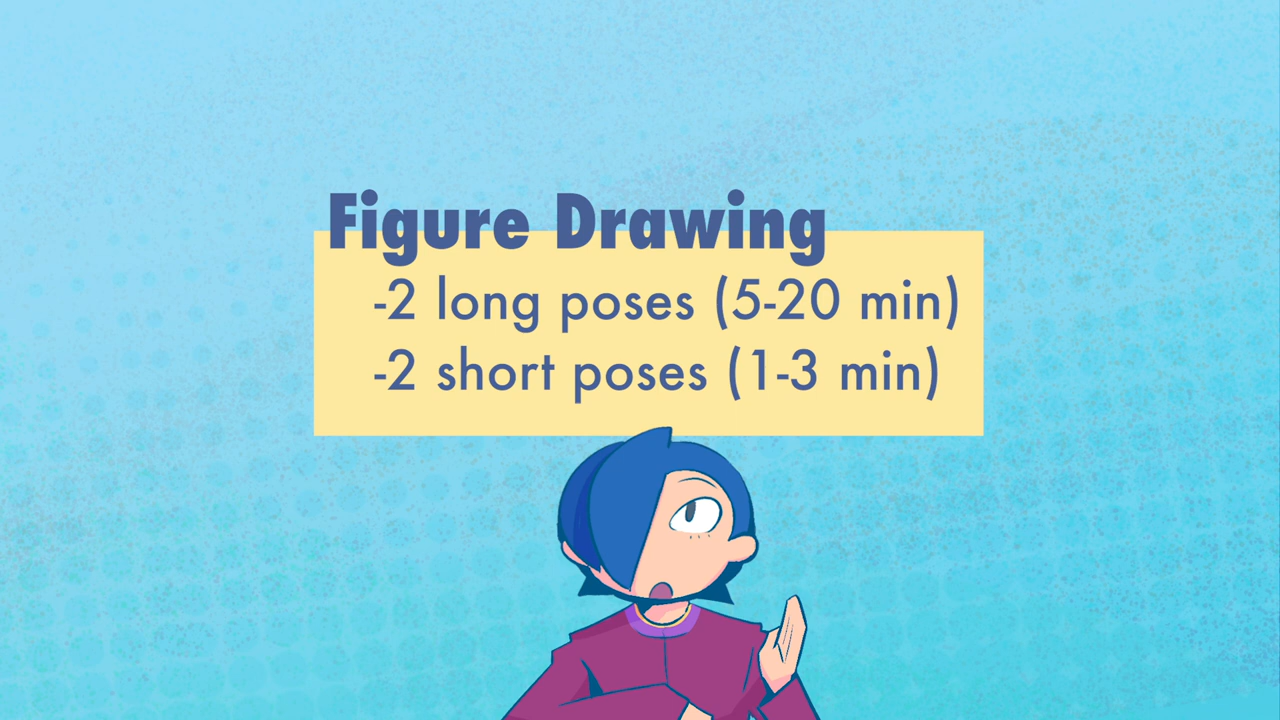 Figure Drawing
-2 long poses (5-20 min)
-2 short poses (1-3 min)